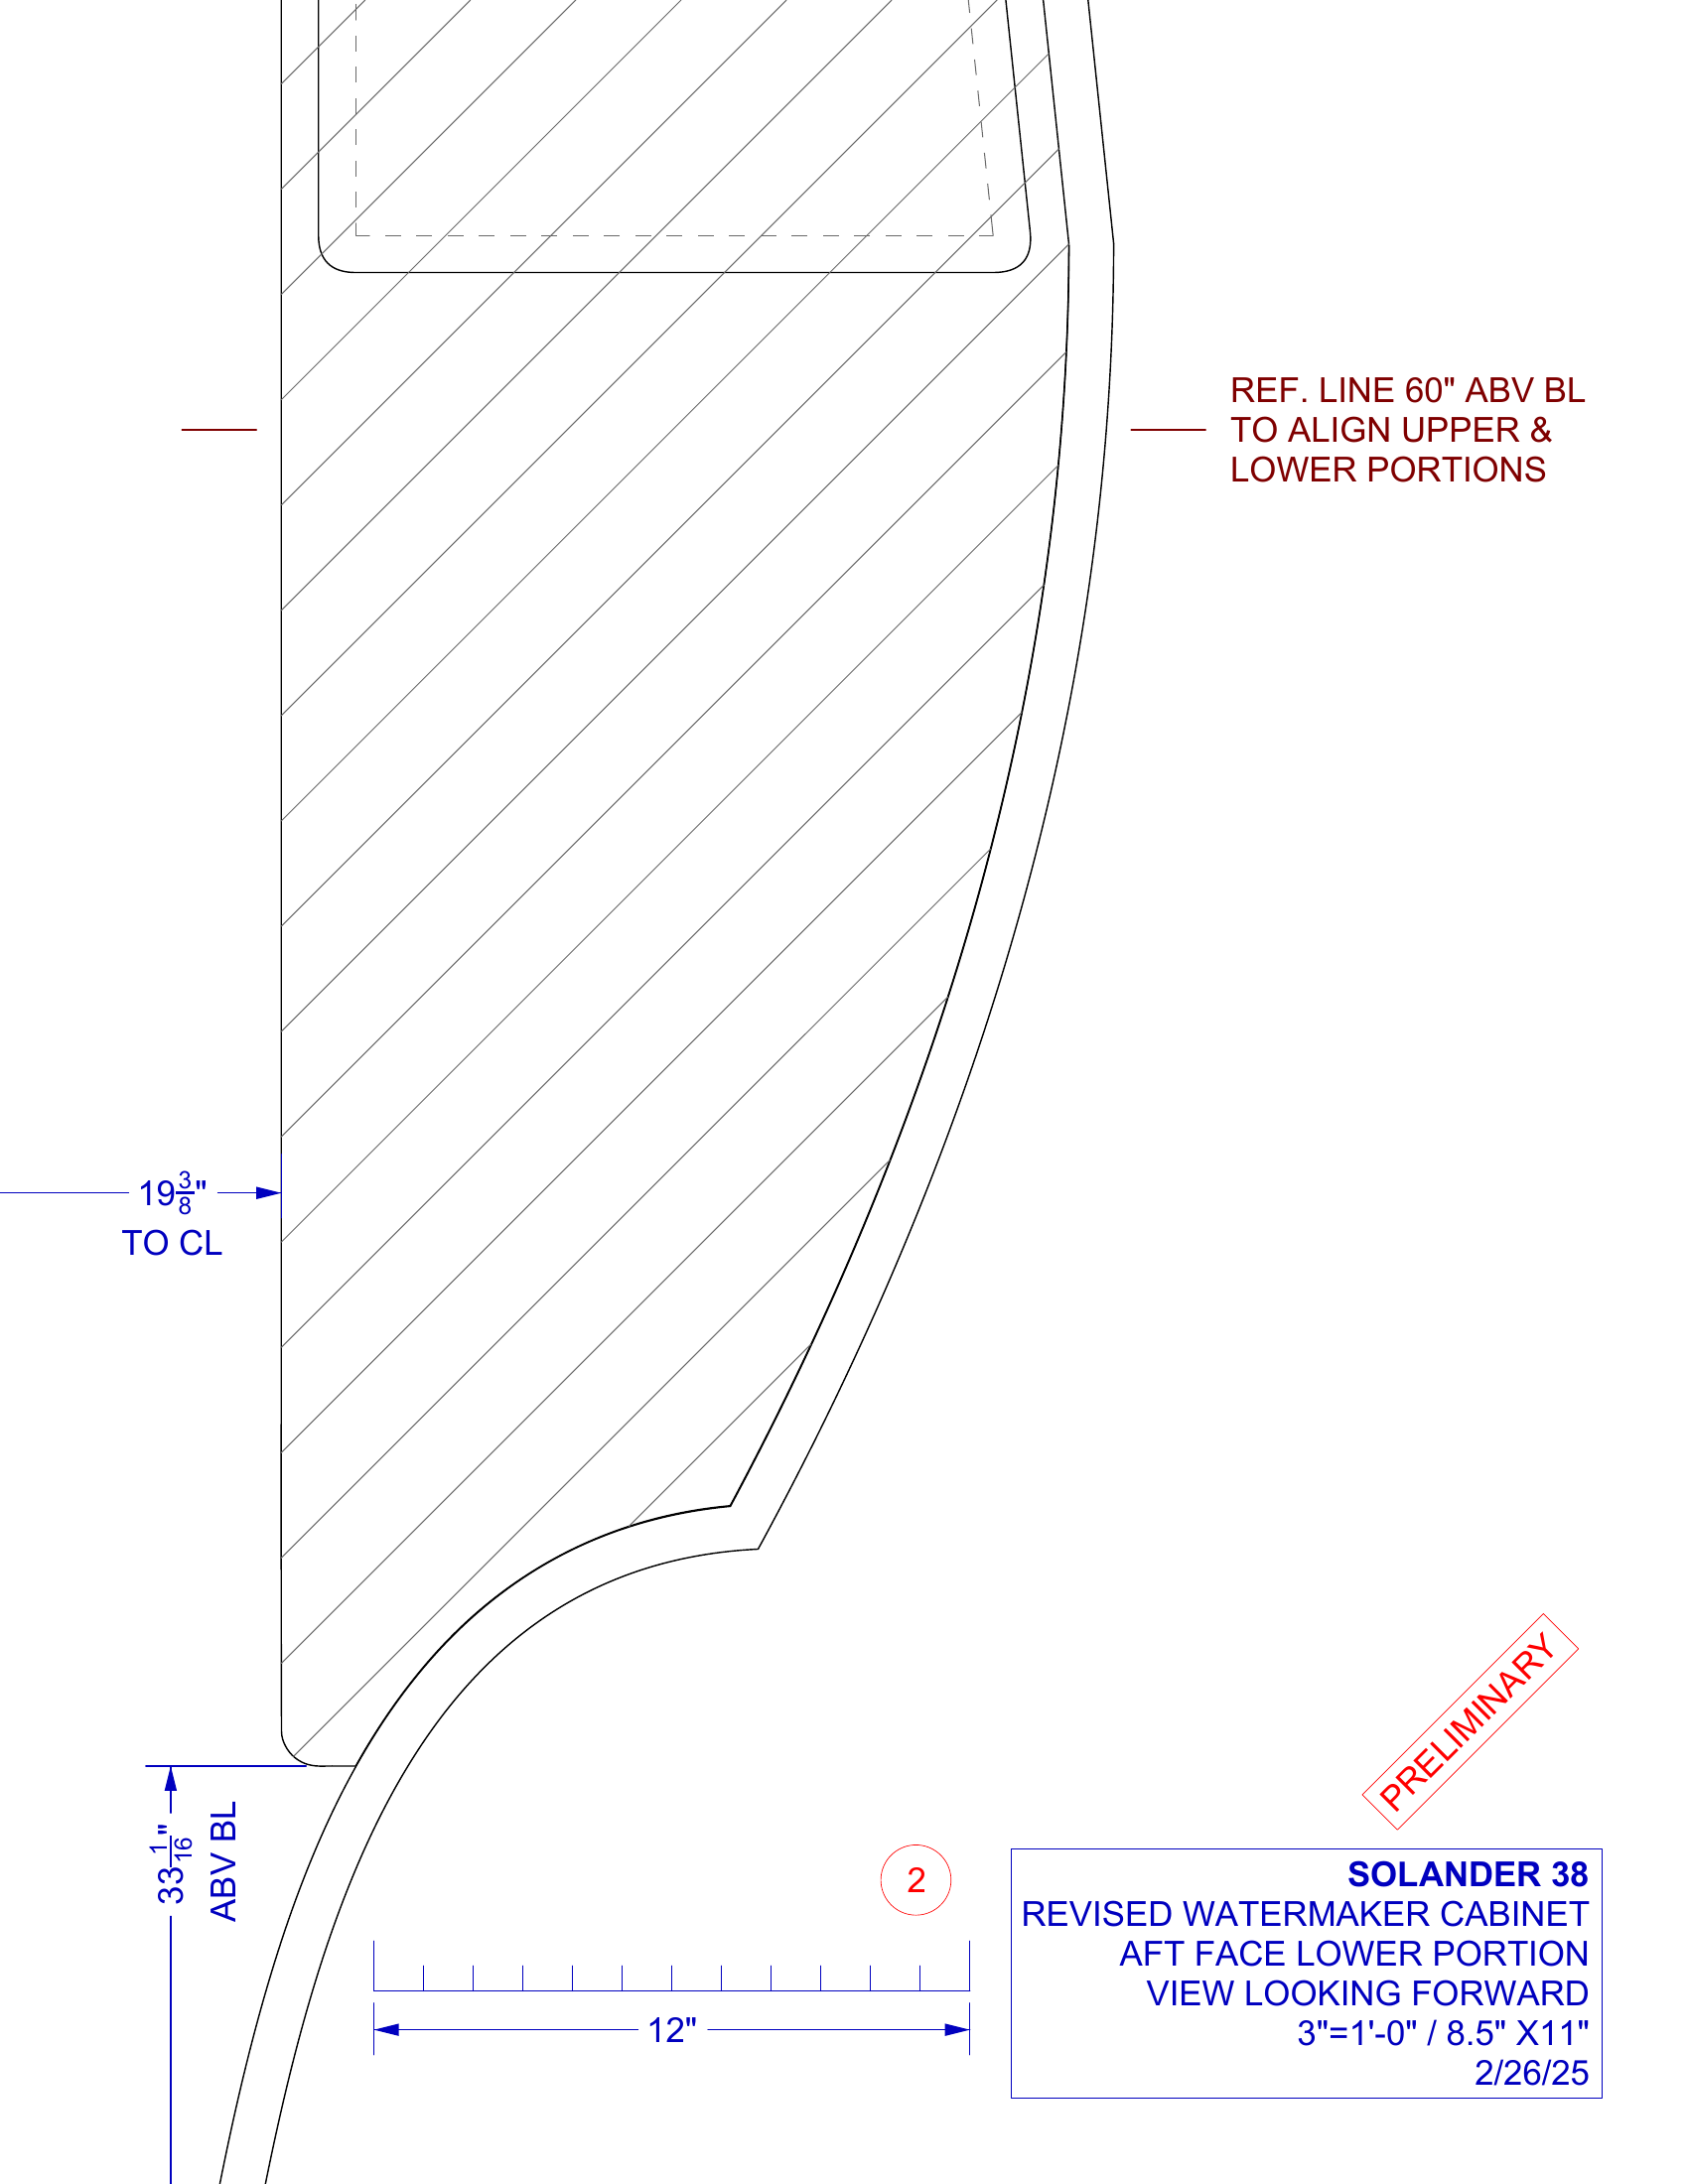 REF. LINE 60" ABV BL
TO ALIGN UPPER &
LOWER PORTIONS
19 3/8"
TO CL
PRELIMINARY
33 1/16"
ABV BL
2
12"
SOLANDER 38
REVISED WATERMAKER CABINET
AFT FACE LOWER PORTION
VIEW LOOKING FORWARD
3"=1'-0" / 8.5" X11"
2/26/25